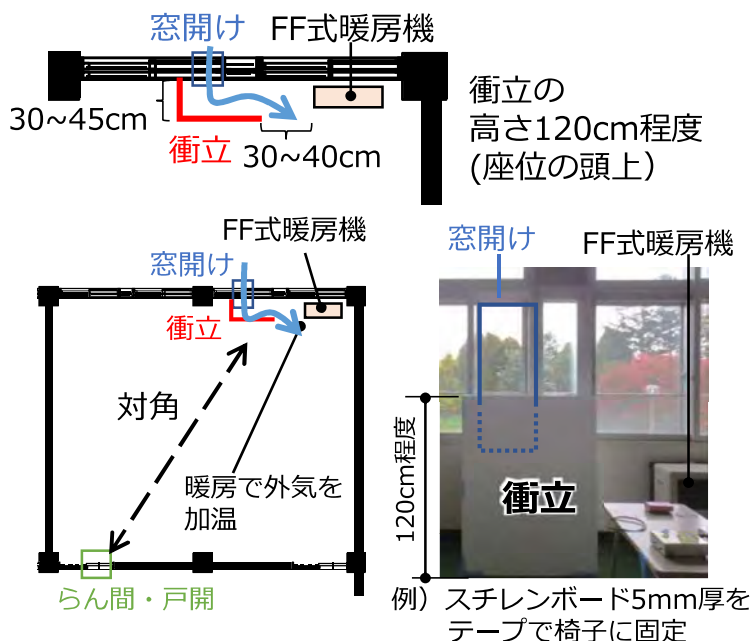 窓開け
FF式暖房機
30~45cm
衝立
30~40cm
衝立の
高さ120cm程度
(座位の頭上）
FF式暖房機
窓開け
衝立
対角
暖房で外気を
加温
らん間・戸開
窓開け
FF式暖房機
120cm程度
衝立
例）スチレンボード5mm厚を
テープで椅子に固定